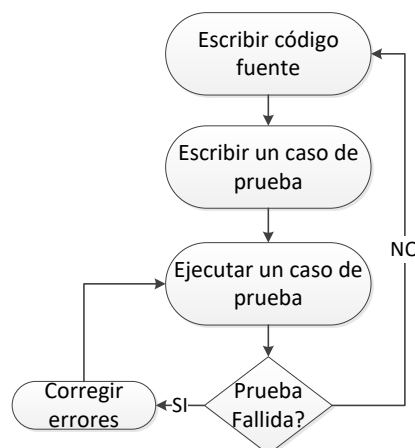 Escribir código
fuente
Escribir un caso de
prueba
Ejecutar un caso de
prueba
NO
Corregir
errores
SI
Prueba
Fallida?